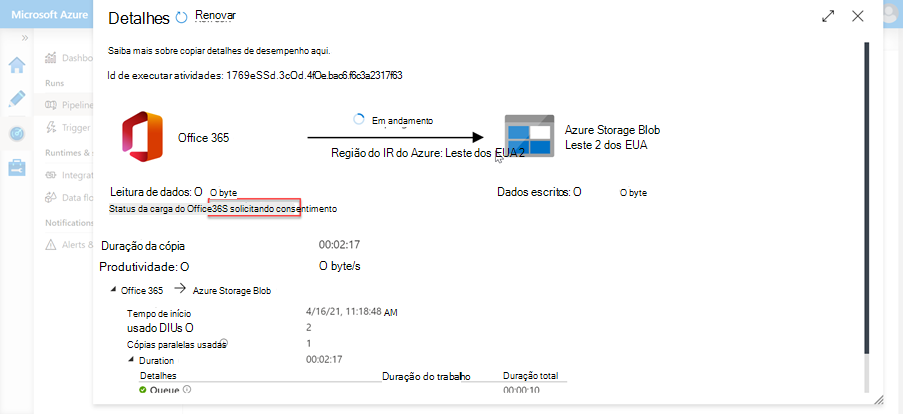 Microsoft Azure
Detalhes Renovar
Saiba mais sobre copiar detalhes de desempenho aqui.
Id de executar atividades: 1769eSSd.3cOd.4fOe.bac6.f6c3a2317f63
Dashbo
Runs
Pipeline
Trigger
Runtimes & s
Integrat
Data flo
Notifications
Alerts &
Office 365
Em andamento
Região do IR do Azure: Leste dos EUA 2
Azure Storage Blob
Leste 2 dos EUA
Leitura de dados: O O byte
Dados escritos: O O byte
Status da carga do Office36S solicitando consentimento
Duração da cópia 00:02:17
Produtividade: O O byte/s
Office 365 → Azure Storage Blob
Tempo de início 4/16/21, 11:18:48 AM
usado DIUs O 2
Cópias paralelas usadas 1
Duration 00:02:17
Detalhes Duração do trabalho Duração total
Queue 00:00:10